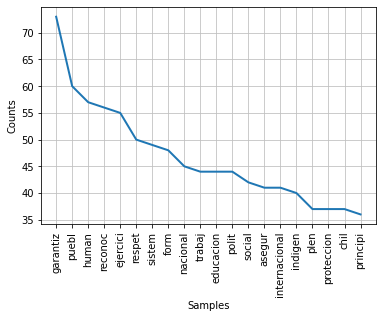 Counts
70
65
60
55
50
45
40
35
garantiz
puebl
human
reconoc
ejercici
respet
sistem
form
nacional
trabaj
educacion
polit
social
asegur
internacional
indigen
plen
proteccion
chil
principi
Samples